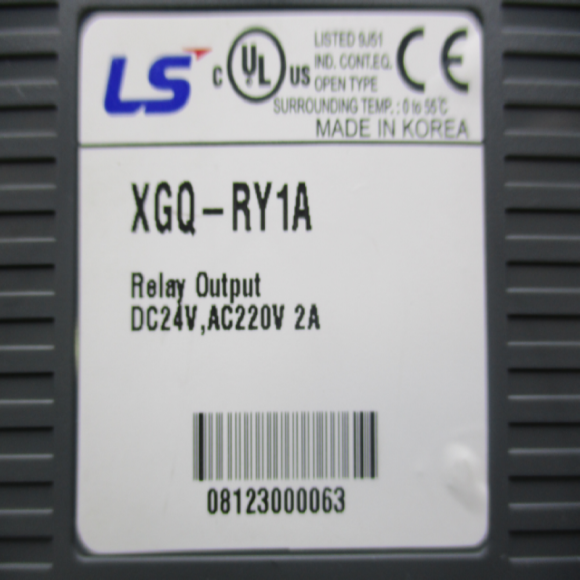 LS
c UL US
LISTED 9J51
IND. CONT.EQ.
OPEN TYPE
CE
SURROUNDING TEMP. : 0 to 55℃
MADE IN KOREA
XGQ-RY1A
Relay Output
DC24V,AC220V 2A
08123000063